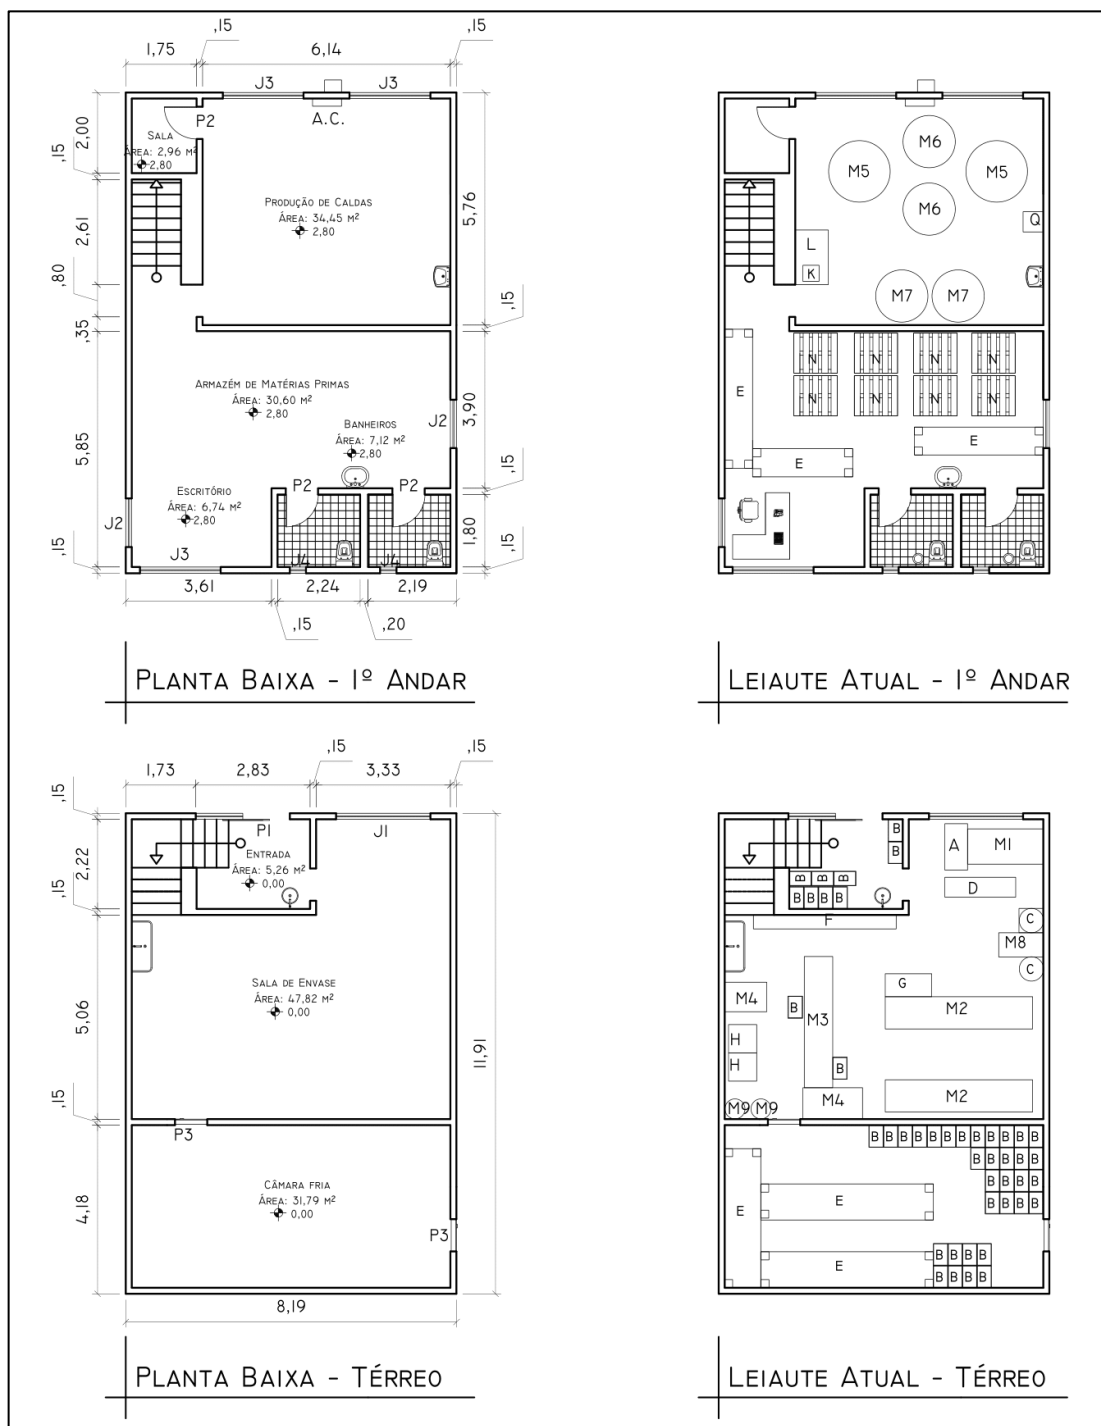 ,15
,15
1,75
6,14
J3
J3
P2
A.C.
SALA
ÁREA: 2,96 M²
2,80
2,00
,15
2,61
,80
,35
PRODUÇÃO DE CALDAS
ÁREA: 34,45 M²
2,80
5,76
,15
ARMAZÉM DE MATÉRIAS PRIMAS
ÁREA: 30,60 M²
2,80
BANHEIROS
ÁREA: 7,12 M²
2,80
J2
3,90
5,85
P2
P2
,15
ESCRITÓRIO
ÁREA: 6,74 M²
2,80
J2
1,80
,15
J3
J4
J4
,15
3,61
2,24
2,19
,15
,20
PLANTA BAIXA - 1º ANDAR
M6
M5
M5
M6
Q
L
K
M7
M7
N
N
N
N
E
N
N
N
N
E
E
LEIAUTE ATUAL - 1º ANDAR
,15
,15
1,73
2,83
3,33
,15
P1
J1
2,22
ENTRADA
ÁREA: 5,26 M²
0,00
,15
SALA DE ENVASE
ÁREA: 47,82 M²
0,00
5,06
11,91
,15
P3
CÂMARA FRIA
ÁREA: 31,79 M²
0,00
4,18
P3
8,19
PLANTA BAIXA - TÉRREO
B
B
A
M1
B B B
D
B B B B
F
C
M8
C
G
M4
B
M3
M2
H
H
B
M9
M9
M4
M2
B B B B B B B B B B B B
B B B B B
B B B B
E
E
B B B B
E
B B B B
B B B B
LEIAUTE ATUAL - TÉRREO